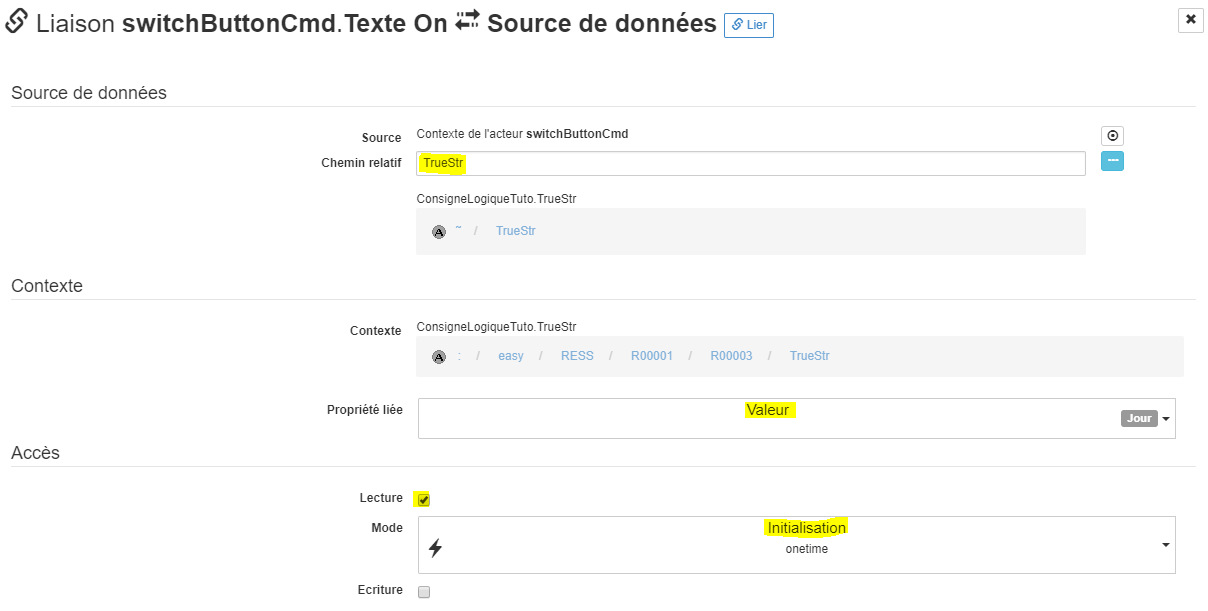 Liaison switchButtonCmd.Texte On Source de données Lier
Source de données
Source Contexte de l'acteur switchButtonCmd
Chemin relatif TrueStr
ConsigneLogiqueTuto.TrueStr
A ~ / TrueStr
Contexte
Contexte ConsigneLogiqueTuto.TrueStr
A : / easy / RESS / R00001 / R00003 / TrueStr
Propriété liée Valeur Jour
Accès
Lecture
Mode Initialisation
onetime
Ecriture